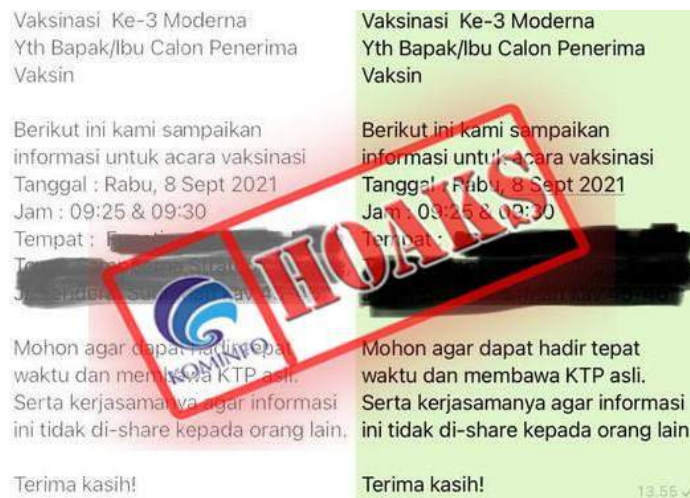 Vaksinasi Ke-3 Moderna
Yth Bapak/Ibu Calon Penerima
Vaksin
Berikut ini kami sampaikan
informasi untuk acara vaksinasi
Tanggal : Rabu, 8 Sept 2021
Jam : 09:25 & 09:30
Tempat :
Mohon agar dapat hadir tepat
waktu dan membawa KTP asli.
Serta kerjasamanya agar informasi
ini tidak di-share kepada orang lain.
Terima kasih!
Vaksinasi Ke-3 Moderna
Yth Bapak/Ibu Calon Penerima
Vaksin
Berikut ini kami sampaikan
informasi untuk acara vaksinasi
Tanggal : Rabu, 8 Sept 2021
Jam : 09:25 & 09:30
Tempat :
Mohon agar dapat hadir tepat
waktu dan membawa KTP asli.
Serta kerjasamanya agar informasi
ini tidak di-share kepada orang lain
Terima kasih!
13.55
KOMINFO
HOAKS